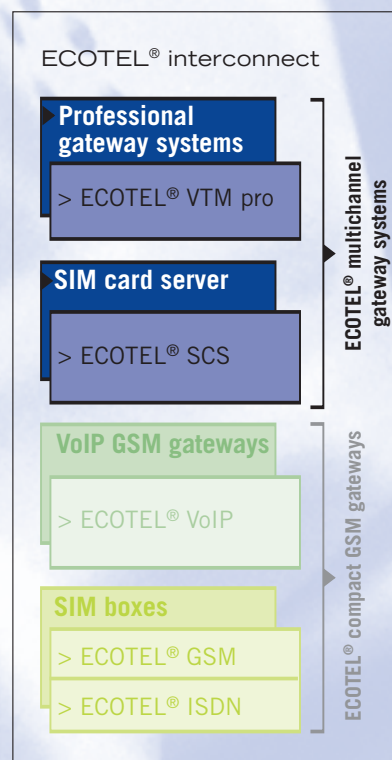 ECOTEL® interconnect
Professional
gateway systems
> ECOTEL® VTM pro
SIM card server
> ECOTEL® SCS
ECOTEL® multichannel
gateway systems
VoIP GSM gateways
> ECOTEL® VoIP
SIM boxes
> ECOTEL® GSM
> ECOTEL® ISDN
ECOTEL® compact GSM gateways